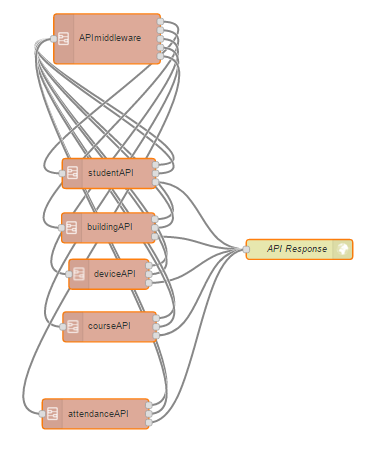 APImiddleware
studentAPI
buildingAPI
API Response
deviceAPI
courseAPI
attendanceAPI